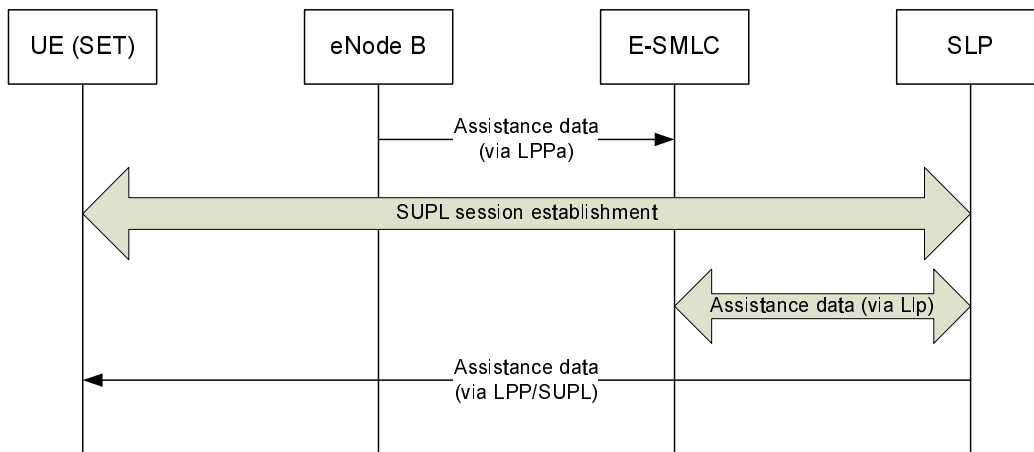 UE (SET)
eNode B
E-SMLC
SLP
Assistance data
(via LPPa)
SUPL session establishment
Assistance data (via Llp)
Assistance data
(via LPP/SUPL)